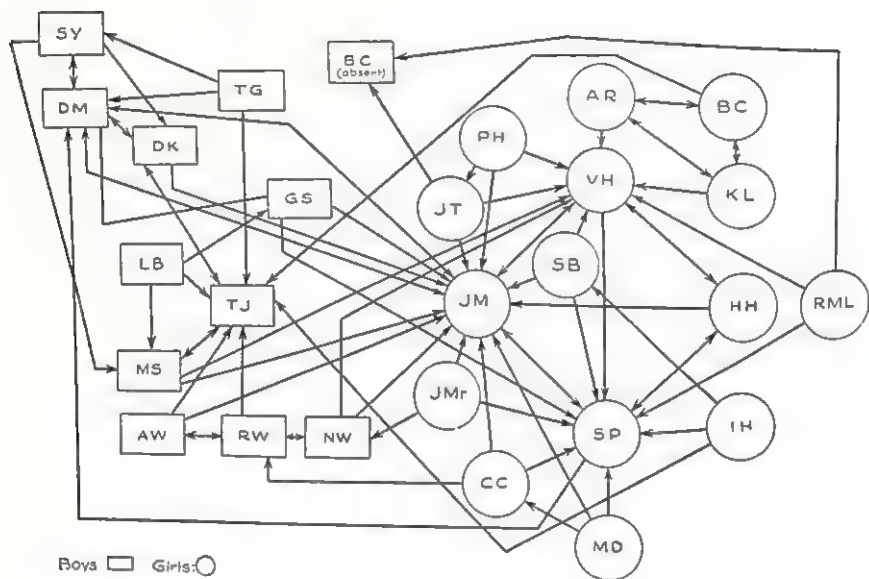 SY
BC
(absent)
TG
AR
BC
DM
PH
DK
VH
KL
GS
JT
LB
SB
TJ
JM
HH
RML
MS
JMr
AW
RW
NW
SP
IH
CC
MD
Boys Girls: